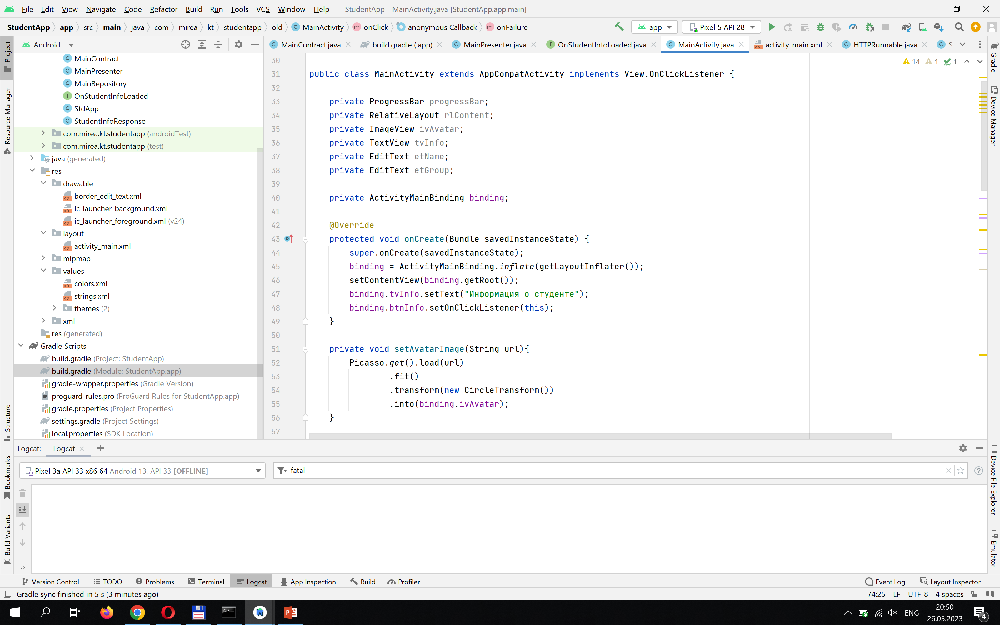 File Edit View Navigate Code Refactor Build Run Tools VCS Window Help StudentApp - MainActivity.java [StudentApp.app.main]
StudentApp app src main java com mirea kt studentapp old MainActivity onClick anonymous Callback onFailure app Pixel 5 API 28
Android
MainContract.java build.gradle (:app) MainPresenter.java OnStudentInfoLoaded.java MainActivity.java activity_main.xml HTTPRunnable.java S
Project
Resource Manager
Structure
Bookmarks
Build Variants
MainContract
MainPresenter
MainRepository
OnStudentInfoLoaded
StdApp
StudentInfoResponse
com.mirea.kt.studentapp (androidTest)
com.mirea.kt.studentapp (test)
java (generated)
res
drawable
border_edit_text.xml
ic_launcher_background.xml
ic_launcher_foreground.xml (v24)
layout
activity_main.xml
mipmap
values
colors.xml
strings.xml
themes (2)
xml
res (generated)
Gradle Scripts
build.gradle (Project: StudentApp)
build.gradle (Module: StudentApp.app)
gradle-wrapper.properties (Gradle Version)
proguard-rules.pro (ProGuard Rules for StudentApp.app)
gradle.properties (Project Properties)
settings.gradle (Project Settings)
local.properties (SDK Location)
14 1 1
30
31 public class MainActivity extends AppCompatActivity implements View.OnClickListener {
32
33 private ProgressBar progressBar;
34 private RelativeLayout rlContent;
35 private ImageView ivAvatar;
36 private TextView tvInfo;
37 private EditText etName;
38 private EditText etGroup;
39
40 private ActivityMainBinding binding;
41
42 @Override
43 protected void onCreate(Bundle savedInstanceState) {
44 super.onCreate(savedInstanceState);
45 binding = ActivityMainBinding.inflate(getLayoutInflater());
46 setContentView(binding.getRoot());
47 binding.tvInfo.setText("Информация о студенте");
48 binding.btnInfo.setOnClickListener(this);
49 }
50
51 private void setAvatarImage(String url){
52 Picasso.get().load(url)
53 .fit()
54 .transform(new CircleTransform())
55 .into(binding.ivAvatar);
56 }
57
Gradle
Device Manager
Device File Explorer
Emulator
Logcat: Logcat
Pixel 3a API 33 x86 64 Android 13, API 33 [OFFLINE] fatal
Version Control TODO Problems Terminal Logcat App Inspection Build Profiler Event Log Layout Inspector
Gradle sync finished in 5 s (3 minutes ago) 74:25 LF UTF-8 4 spaces
ENG 20:50
26.05.2023
4